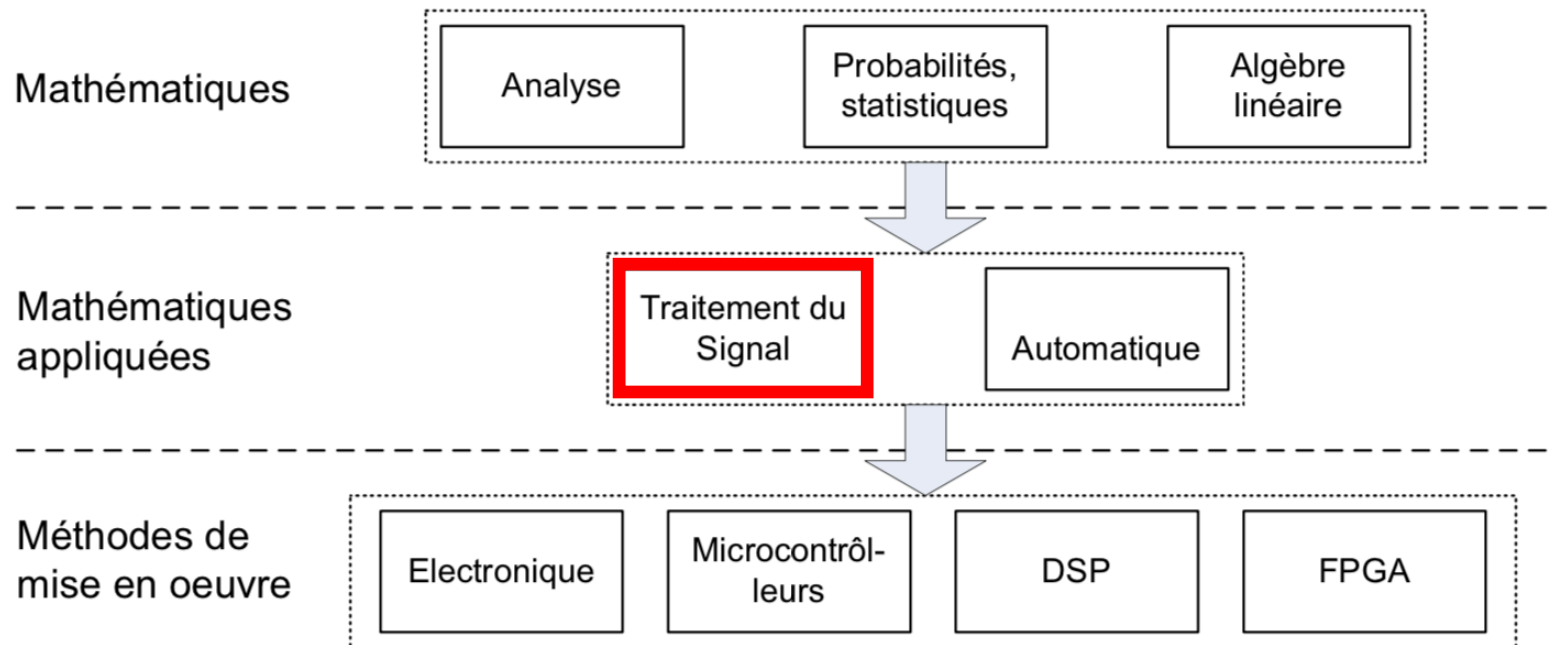 Mathématiques
Analyse
Probabilités,
statistiques
Algèbre
linéaire
Mathématiques
appliquées
Traitement du
Signal
Automatique
Méthodes de
mise en oeuvre
Electronique
Microcontrôl-
leurs
DSP
FPGA